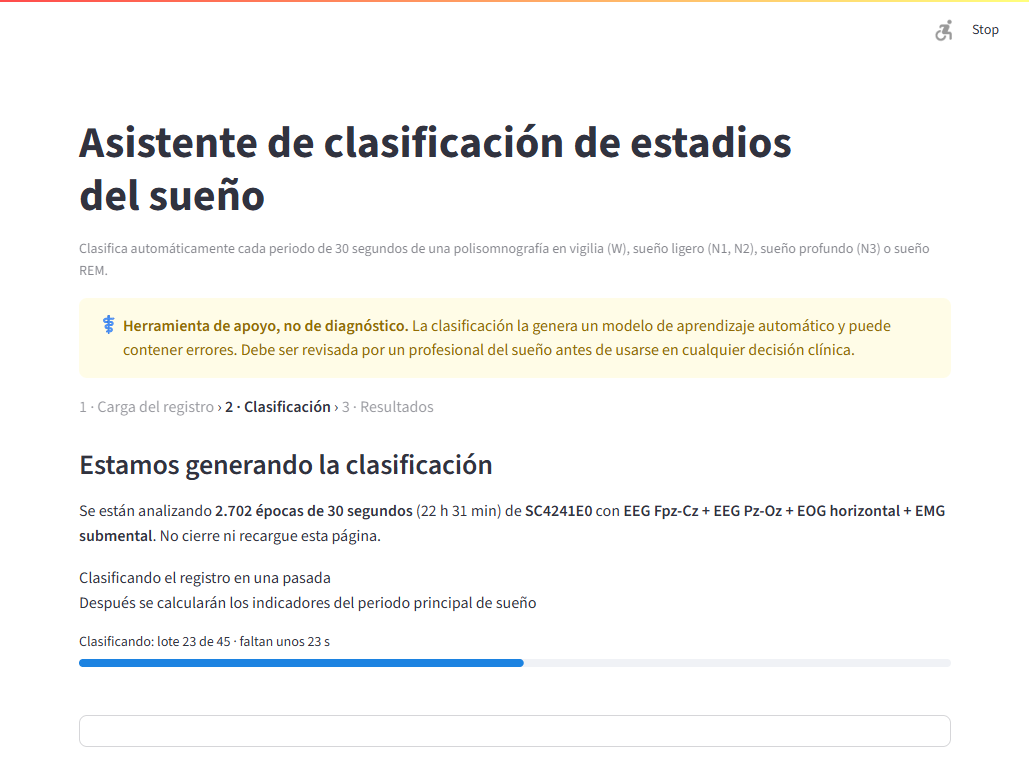 Stop
Asistente de clasificación de estadios
del sueño
Clasifica automáticamente cada periodo de 30 segundos de una polisomnografía en vigilia (W), sueño ligero (N1, N2), sueño profundo (N3) o sueño
REM.
Herramienta de apoyo, no de diagnóstico. La clasificación la genera un modelo de aprendizaje automático y puede
contener errores. Debe ser revisada por un profesional del sueño antes de usarse en cualquier decisión clínica.
1 · Carga del registro › 2 · Clasificación › 3 · Resultados
Estamos generando la clasificación
Se están analizando 2.702 épocas de 30 segundos (22 h 31 min) de SC4241E0 con EEG Fpz-Cz + EEG Pz-Oz + EOG horizontal + EMG
submental. No cierre ni recargue esta página.
Clasificando el registro en una pasada
Después se calcularán los indicadores del periodo principal de sueño
Clasificando: lote 23 de 45 · faltan unos 23 s